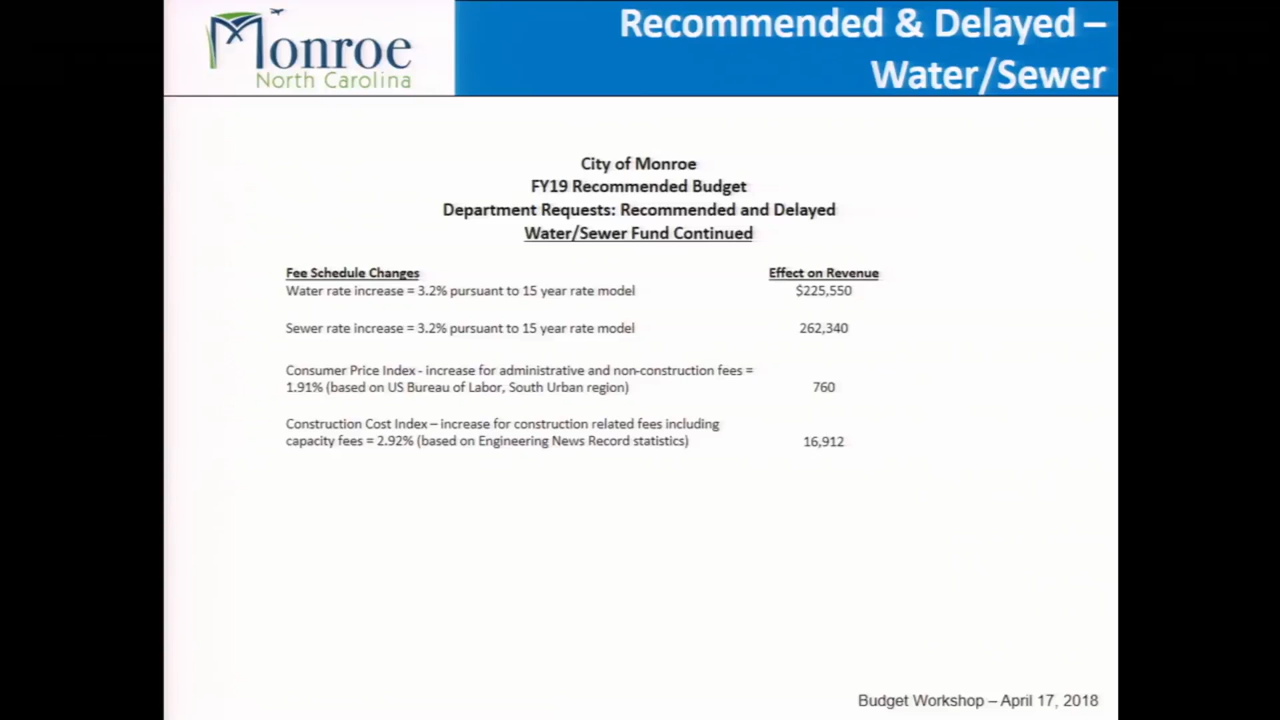 Monroe
North Carolina
Recommended & Delayed –
Water/Sewer
City of Monroe
FY19 Recommended Budget
Department Requests: Recommended and Delayed
Water/Sewer Fund Continued
Fee Schedule Changes Effect on Revenue
Water rate increase = 3.2% pursuant to 15 year rate model $225,550
Sewer rate increase = 3.2% pursuant to 15 year rate model 262,340
Consumer Price Index - increase for administrative and non-construction fees =
1.91% (based on US Bureau of Labor, South Urban region) 760
Construction Cost Index – increase for construction related fees including
capacity fees = 2.92% (based on Engineering News Record statistics) 16,912
Budget Workshop – April 17, 2018